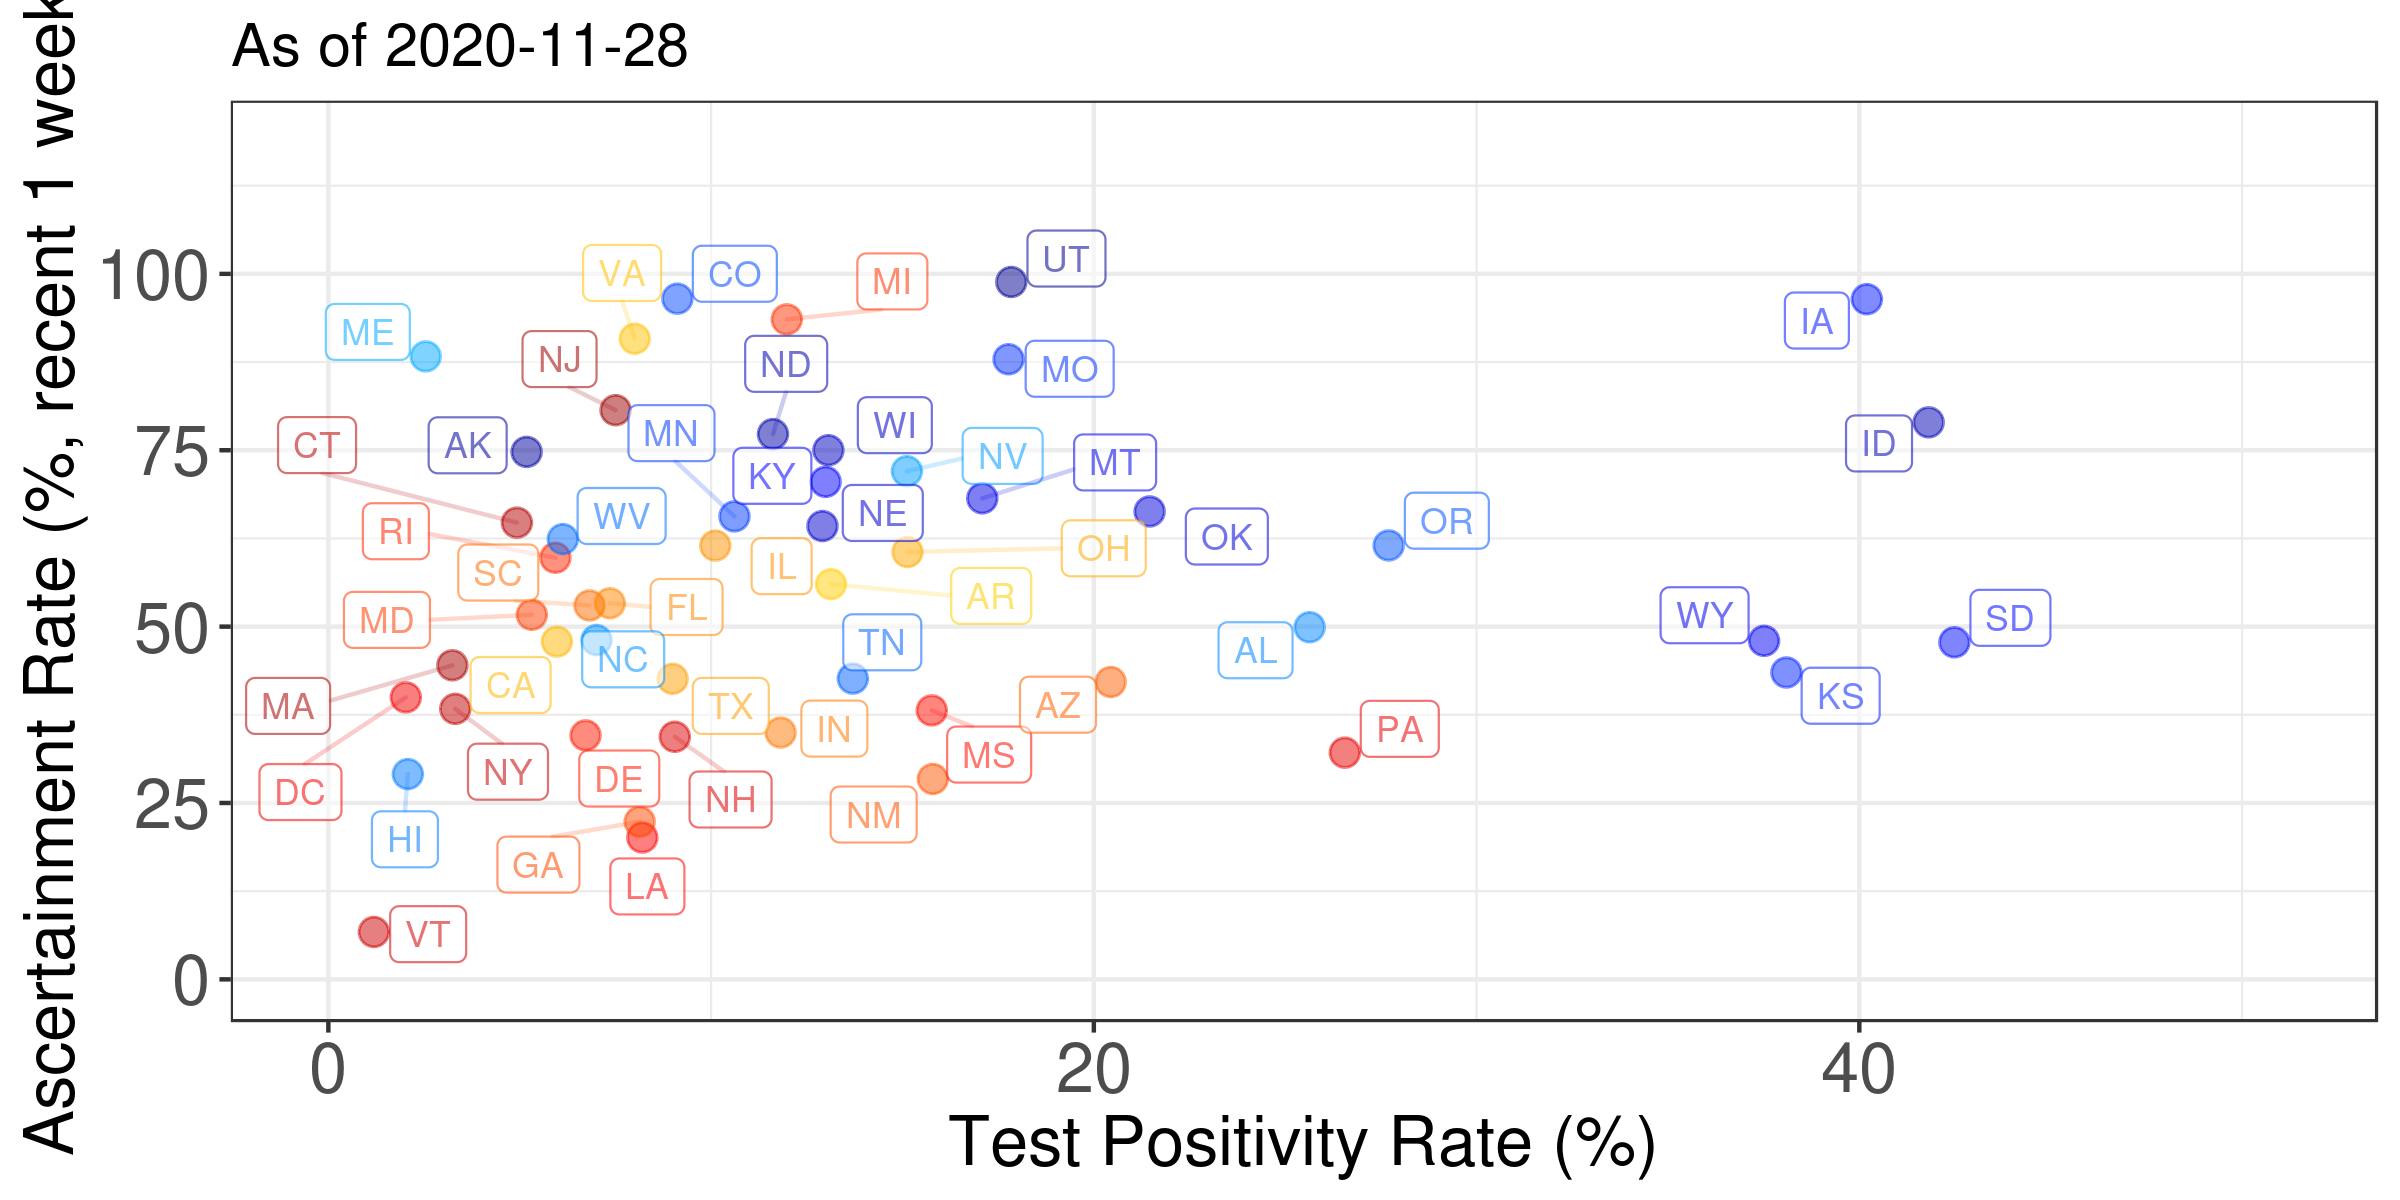 As of 2020-11-28
Ascertainment Rate (%, recent 1 week
100
75
50
25
0
UT
VA
CO
MI
IA
ME
NJ
ND
MO
CT
AK
MN
WI
NV
MT
ID
KY
RI
WV
NE
OK
OR
SC
IL
OH
MD
FL
AR
WY
SD
NC
TN
AL
MA
CA
TX
IN
AZ
KS
PA
DC
NY
DE
NH
MS
HI
NM
GA
LA
VT
0 20 40
Test Positivity Rate (%)